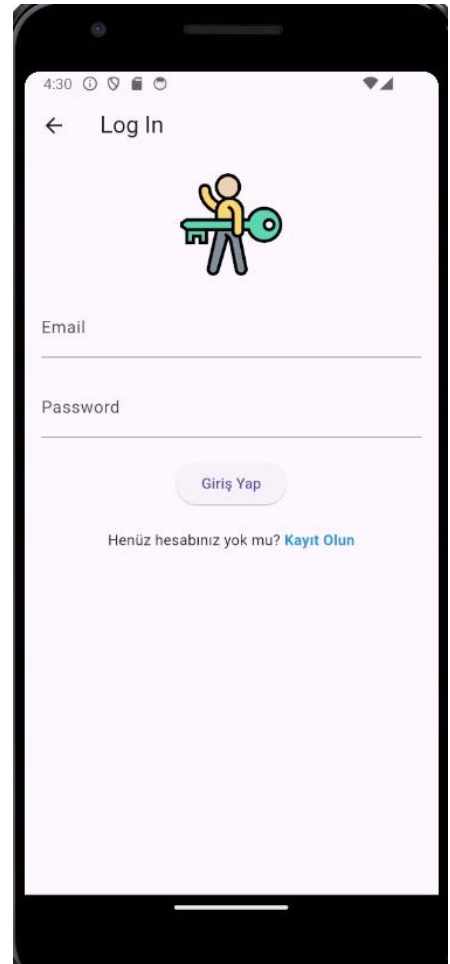 4:30
Log In
Email
Password
Giriş Yap
Henüz hesabınız yok mu? Kayıt Olun